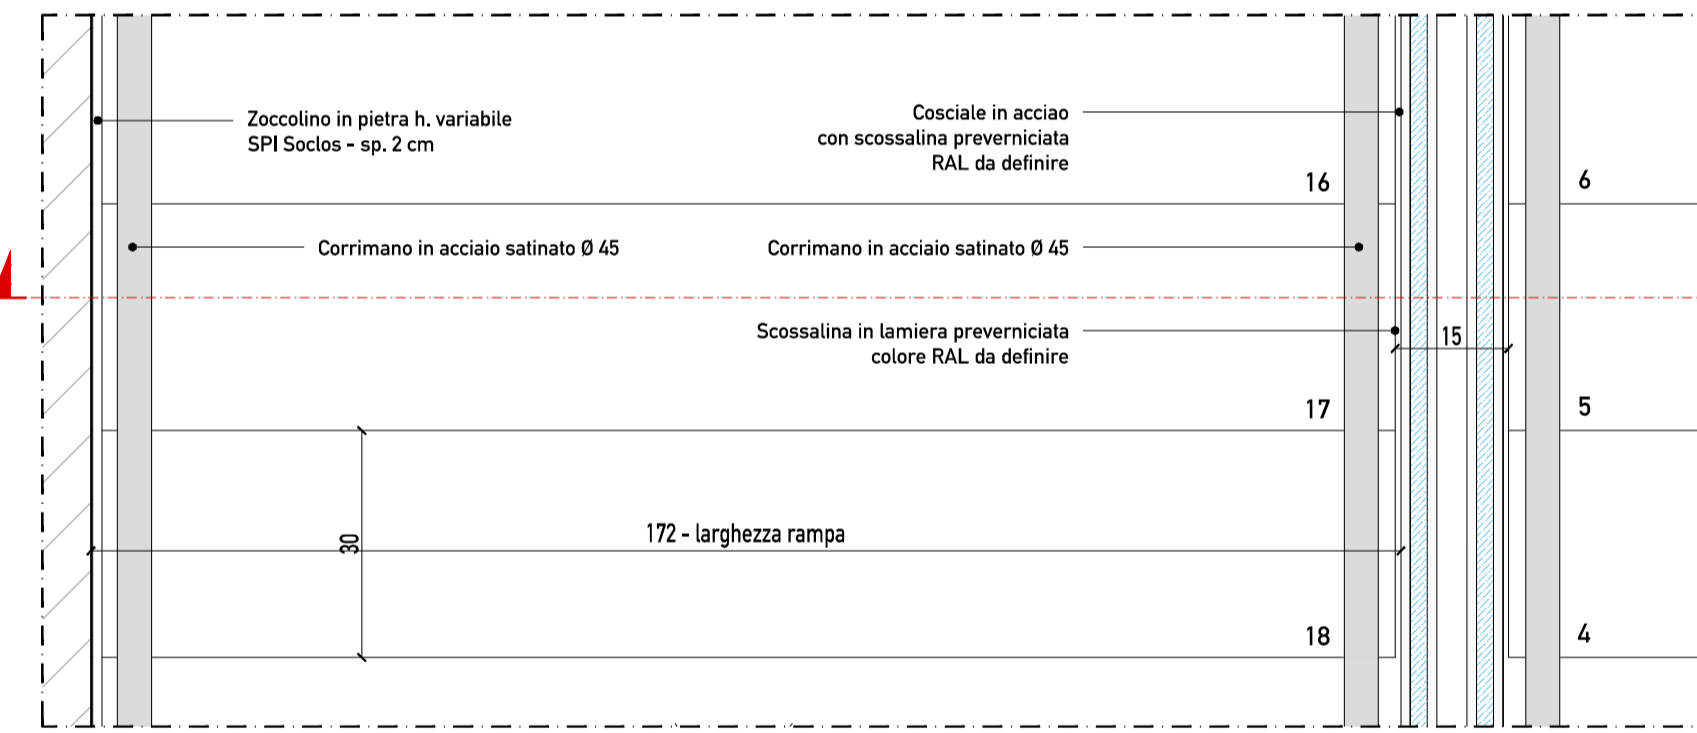 Zoccolino in pietra h. variabile
SPI Soclos - sp. 2 cm
Cosciale in acciao
con scossalina preverniciata
RAL da definire
16
6
Corrimano in acciaio satinato Ø 45
Corrimano in acciaio satinato Ø 45
Scossalina in lamiera preverniciata
colore RAL da definire
15
17
5
30
172 - larghezza rampa
18
4